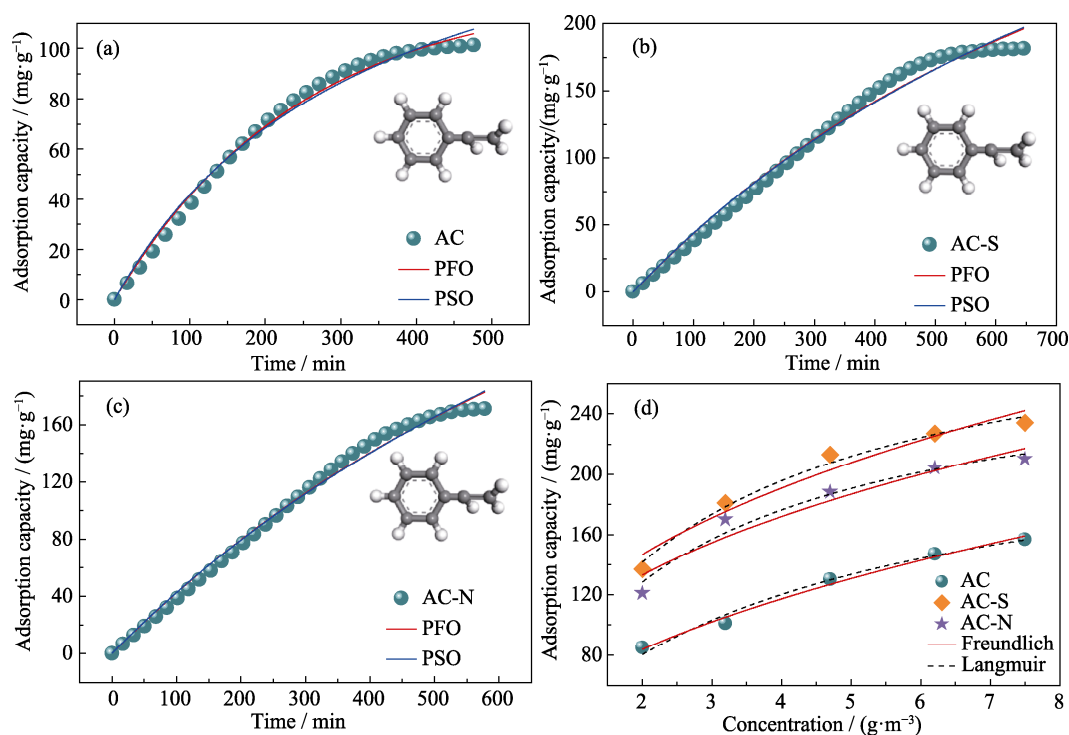 (a)
Adsorption capacity / (mg·g⁻¹)
100
80
60
40
20
0
AC
PFO
PSO
0 100 200 300 400 500
Time / min
(b)
Adsorption capacity/(mg·g⁻¹)
200
150
100
50
0
AC-S
PFO
PSO
0 100 200 300 400 500 600 700
Time / min
(c)
Adsorption capacity / (mg·g⁻¹)
160
120
80
40
0
AC-N
PFO
PSO
0 100 200 300 400 500 600
Time / min
(d)
Adsorption capacity / (mg·g⁻¹)
240
200
160
120
80
AC
AC-S
AC-N
Freundlich
Langmuir
2 3 4 5 6 7 8
Concentration / (g·m⁻³)